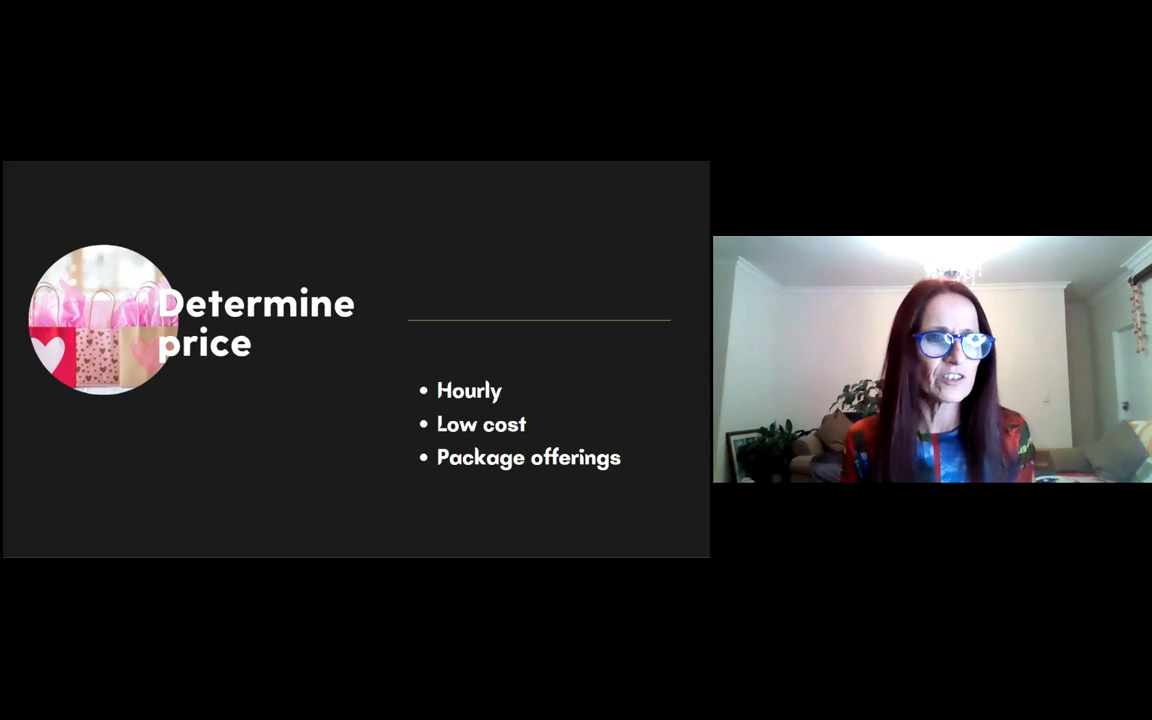 Determine
price
• Hourly
• Low cost
• Package offerings